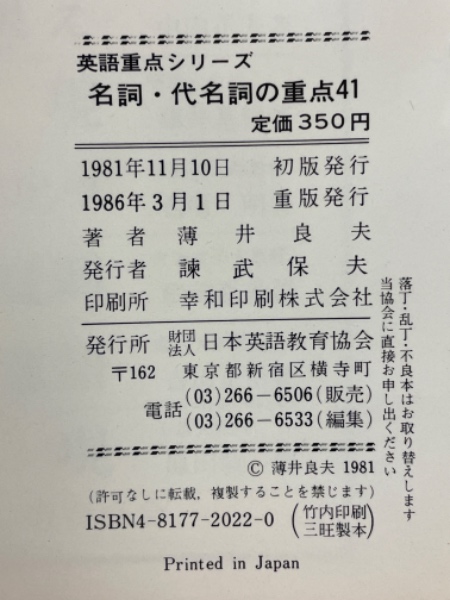 英語重点シリーズ
名詞・代名詞の重点41
定価350円
1981年11月10日 初版発行
1986年3月1日 重版発行
著者 薄井良夫
発行者 諫武保夫
印刷所 幸和印刷株式会社
発行所 財団法人 日本英語教育協会
〒162 東京都新宿区横寺町
電話 (03)266-6506(販売)
(03)266-6533(編集)
落丁・乱丁・不良本はお取り替えします
当協会に直接お申し出ください
© 薄井良夫 1981
(許可なしに転載, 複製することを禁じます)
ISBN4-8177-2022-0 (竹内印刷
三旺製本)
Printed in Japan